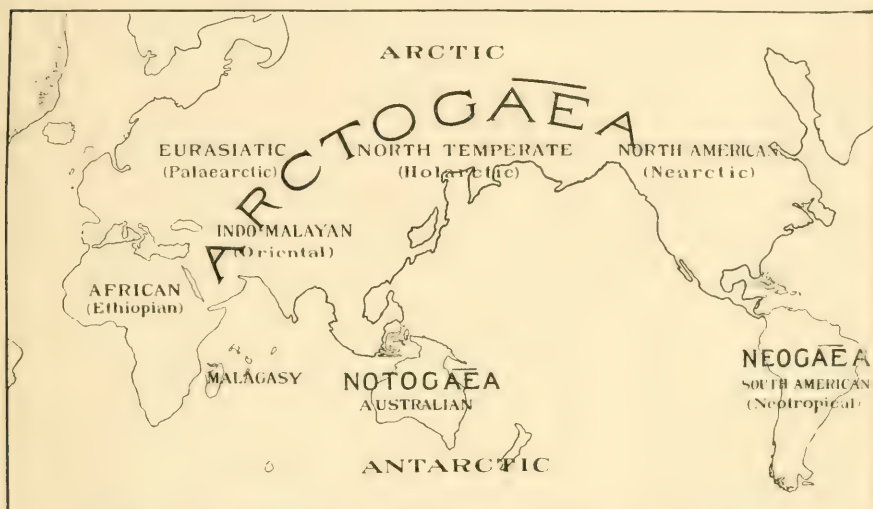 ARCTIC
ARCTOGAEA
EURASIATIC
(Palaearctic)
NORTH TEMPERATE
(Holarctic)
NORTH AMERICAN
(Nearctic)
INDO-MALAYAN
(Oriental)
AFRICAN
(Ethiopian)
MALAGASY
NOTOGAEA
AUSTRALIAN
NEOGAEA
SOUTH AMERICAN
(Neotropical)
ANTARCTIC